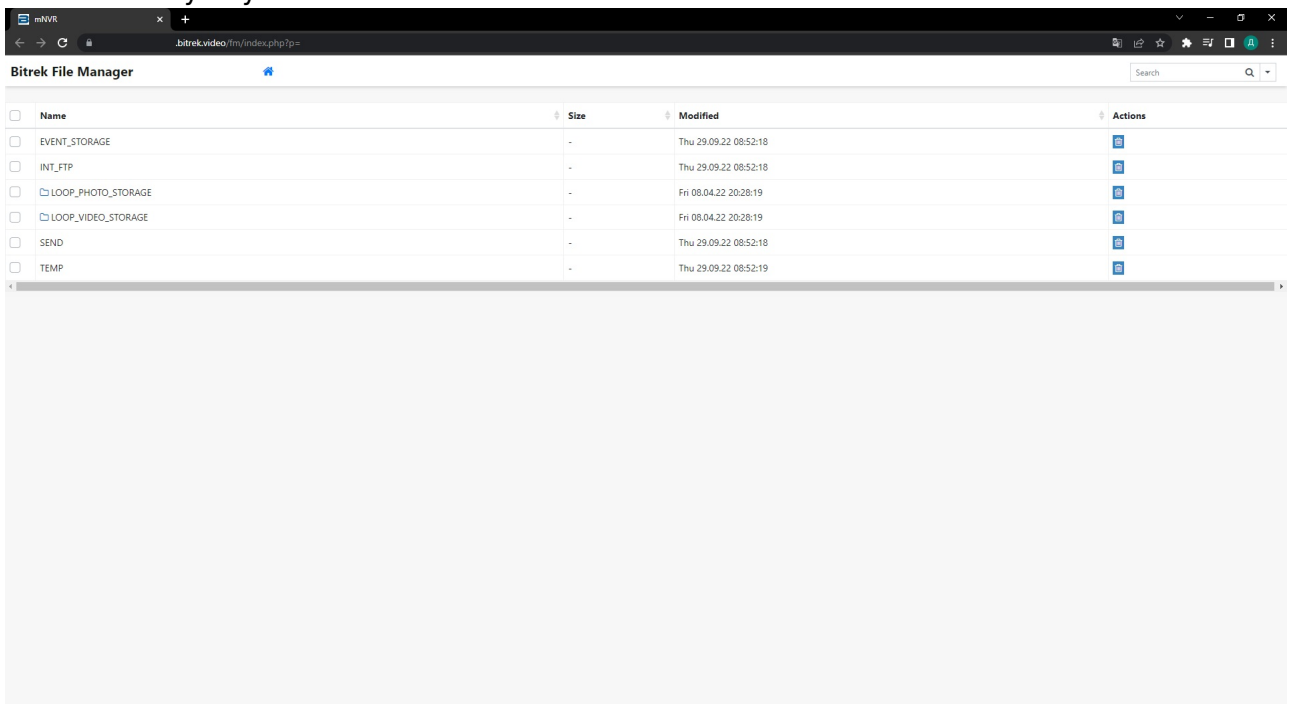 mNVR
.bitrek.video/fm/index.php?p=
Д
Bitrek File Manager
Search
Name Size Modified Actions
EVENT_STORAGE - Thu 29.09.22 08:52:18
INT_FTP - Thu 29.09.22 08:52:18
LOOP_PHOTO_STORAGE - Fri 08.04.22 20:28:19
LOOP_VIDEO_STORAGE - Fri 08.04.22 20:28:19
SEND - Thu 29.09.22 08:52:18
TEMP - Thu 29.09.22 08:52:19